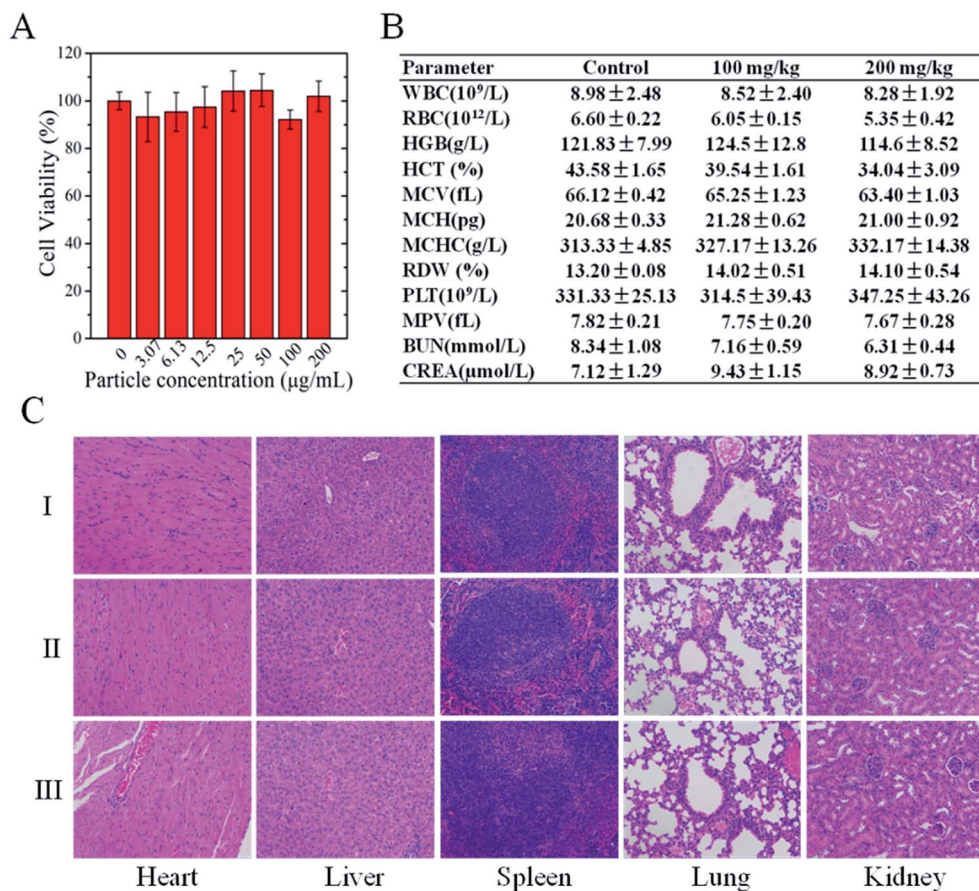 A
Cell Viability (%)
120
100
80
60
40
20
0
0 3.07 6.13 12.5 25 50 100 200
Particle concentration (μg/mL)
B
Parameter Control 100 mg/kg 200 mg/kg
WBC(10⁹/L) 8.98±2.48 8.52±2.40 8.28±1.92
RBC(10¹²/L) 6.60±0.22 6.05±0.15 5.35±0.42
HGB(g/L) 121.83±7.99 124.5±12.8 114.6±8.52
HCT (%) 43.58±1.65 39.54±1.61 34.04±3.09
MCV(fL) 66.12±0.42 65.25±1.23 63.40±1.03
MCH(pg) 20.68±0.33 21.28±0.62 21.00±0.92
MCHC(g/L) 313.33±4.85 327.17±13.26 332.17±14.38
RDW (%) 13.20±0.08 14.02±0.51 14.10±0.54
PLT(10⁹/L) 331.33±25.13 314.5±39.43 347.25±43.26
MPV(fL) 7.82±0.21 7.75±0.20 7.67±0.28
BUN(mmol/L) 8.34±1.08 7.16±0.59 6.31±0.44
CREA(μmol/L) 7.12±1.29 9.43±1.15 8.92±0.73
C
I
II
III
Heart Liver Spleen Lung Kidney